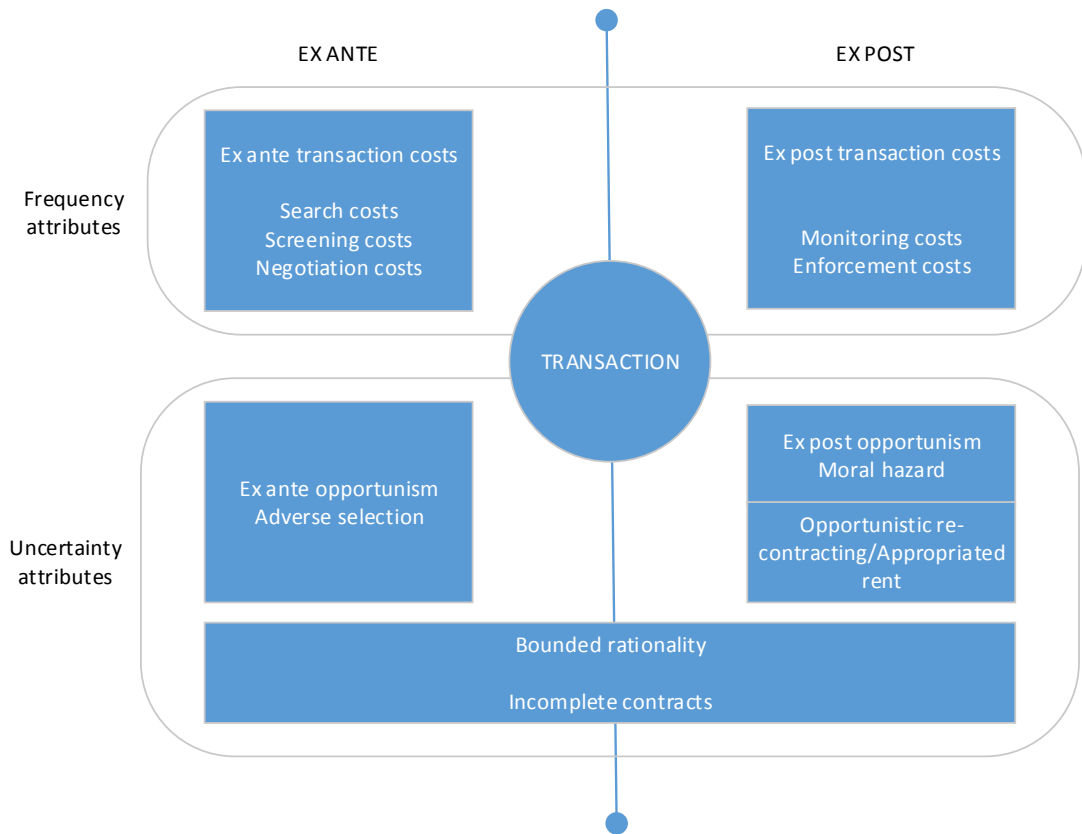 EX ANTE
EX POST
Frequency
attributes
Ex ante transaction costs
Search costs
Screening costs
Negotiation costs
Ex post transaction costs
Monitoring costs
Enforcement costs
TRANSACTION
Uncertainty
attributes
Ex ante opportunism
Adverse selection
Ex post opportunism
Moral hazard
Opportunistic re-
contracting/Appropriated
rent
Bounded rationality
Incomplete contracts